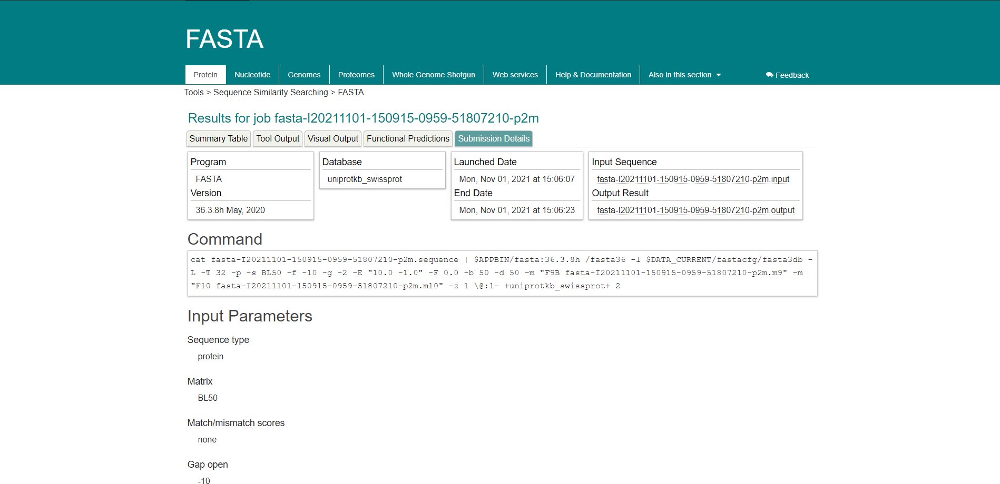 FASTA
Protein Nucleotide Genomes Proteomes Whole Genome Shotgun Web services Help & Documentation Also in this section Feedback
Tools > Sequence Similarity Searching > FASTA
Results for job fasta-I20211101-150915-0959-51807210-p2m
Summary Table Tool Output Visual Output Functional Predictions Submission Details
Program
FASTA
Version
36.3.8h May, 2020
Database
uniprotkb_swissprot
Launched Date
Mon, Nov 01, 2021 at 15:06:07
End Date
Mon, Nov 01, 2021 at 15:06:23
Input Sequence
fasta-I20211101-150915-0959-51807210-p2m.input
Output Result
fasta-I20211101-150915-0959-51807210-p2m.output
Command
cat fasta-I20211101-150915-0959-51807210-p2m.sequence | $APPBIN/fasta:36.3.8h /fasta36 -l $DATA_CURRENT/fastacfg/fasta3db -
L -T 32 -p -s BL50 -f -10 -g -2 -E "10.0 -1.0" -F 0.0 -b 50 -d 50 -m "F9B fasta-I20211101-150915-0959-51807210-p2m.m9" -m
"F10 fasta-I20211101-150915-0959-51807210-p2m.m10" -z 1 \@:1- +uniprotkb_swissprot+ 2
Input Parameters
Sequence type
protein
Matrix
BL50
Match/mismatch scores
none
Gap open
-10